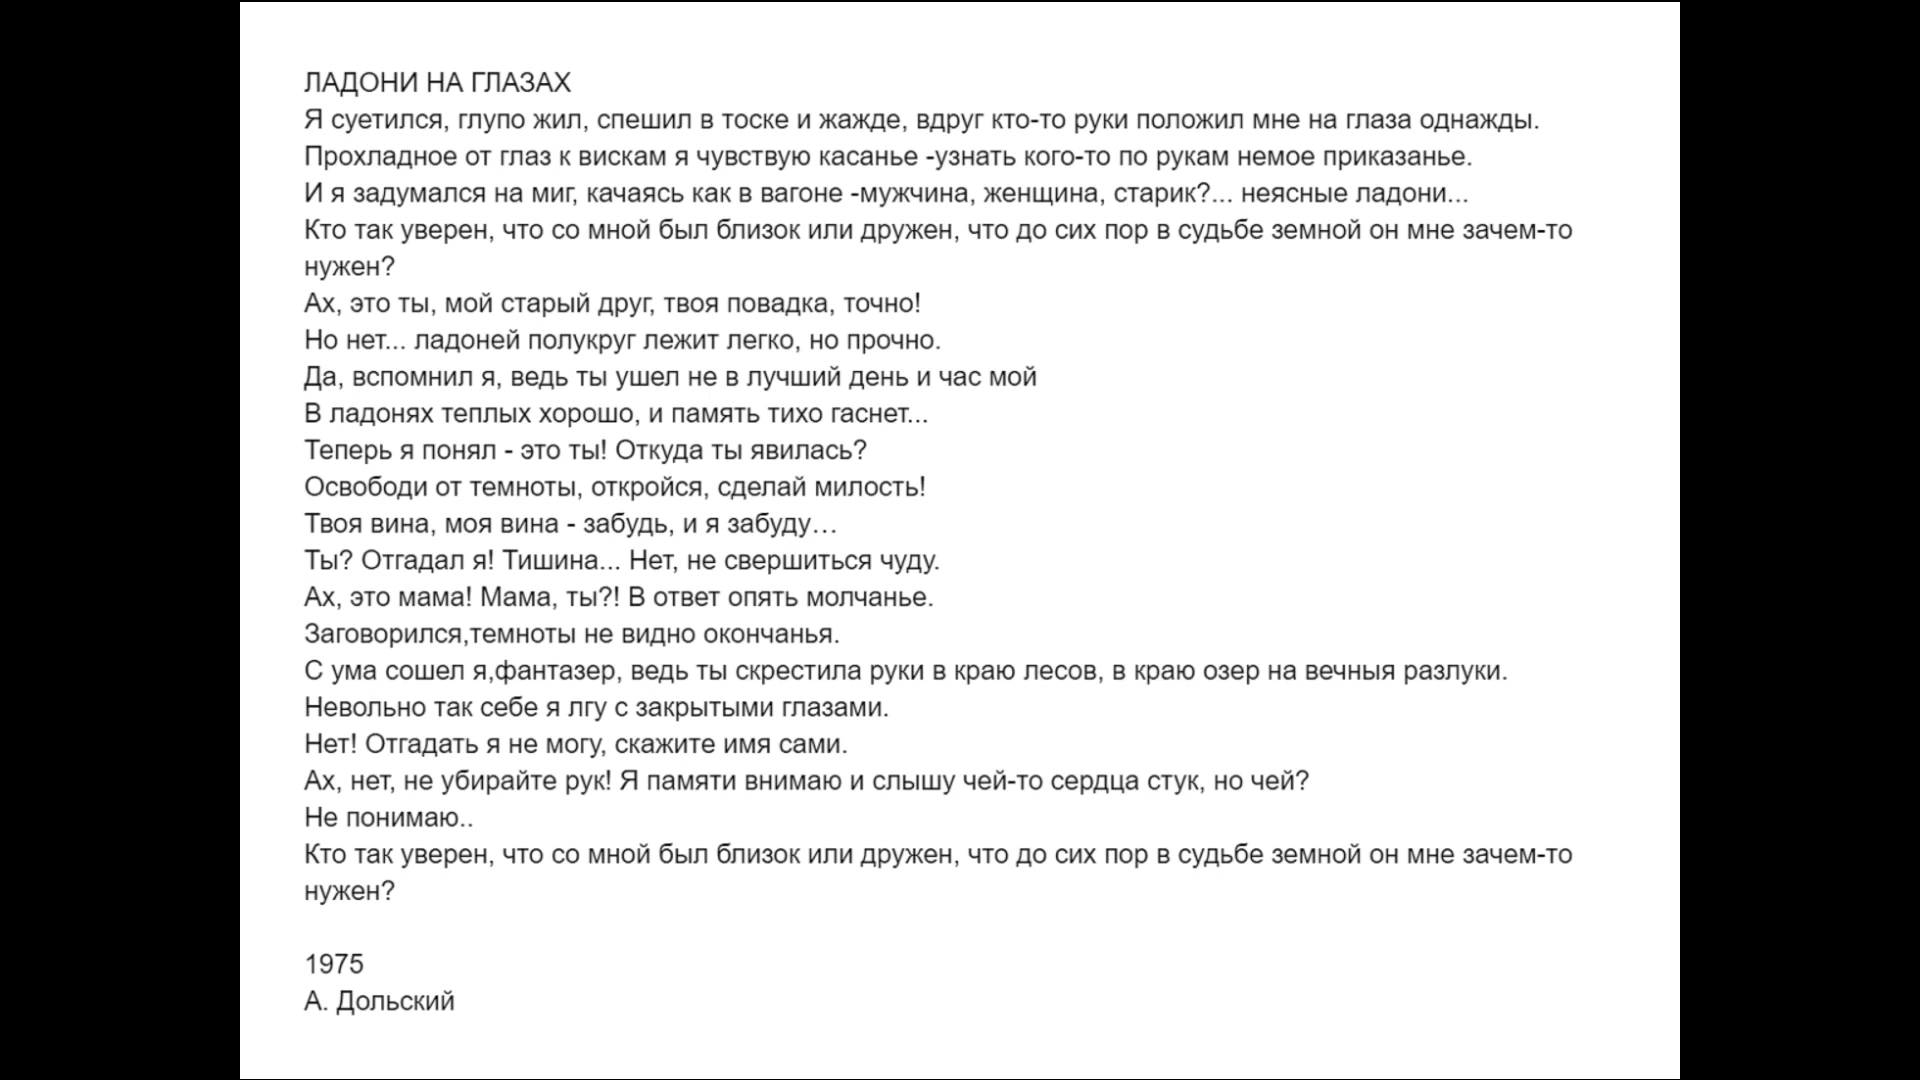 ЛАДОНИ НА ГЛАЗАХ
Я суетился, глупо жил, спешил в тоске и жажде, вдруг кто-то руки положил мне на глаза однажды.
Прохладное от глаз к вискам я чувствую касанье -узнать кого-то по рукам немое приказанье.
И я задумался на миг, качаясь как в вагоне -мужчина, женщина, старик?... неясные ладони...
Кто так уверен, что со мной был близок или дружен, что до сих пор в судьбе земной он мне зачем-то
нужен?
Ах, это ты, мой старый друг, твоя повадка, точно!
Но нет... ладоней полукруг лежит легко, но прочно.
Да, вспомнил я, ведь ты ушел не в лучший день и час мой
В ладонях теплых хорошо, и память тихо гаснет...
Теперь я понял - это ты! Откуда ты явилась?
Освободи от темноты, откройся, сделай милость!
Твоя вина, моя вина - забудь, и я забуду…
Ты? Отгадал я! Тишина... Нет, не свершиться чуду.
Ах, это мама! Мама, ты?! В ответ опять молчанье.
Заговорился,темноты не видно окончанья.
С ума сошел я,фантазер, ведь ты скрестила руки в краю лесов, в краю озер на вечныя разлуки.
Невольно так себе я лгу с закрытыми глазами.
Нет! Отгадать я не могу, скажите имя сами.
Ах, нет, не убирайте рук! Я памяти внимаю и слышу чей-то сердца стук, но чей?
Не понимаю..
Кто так уверен, что со мной был близок или дружен, что до сих пор в судьбе земной он мне зачем-то
нужен?
1975
А. Дольский